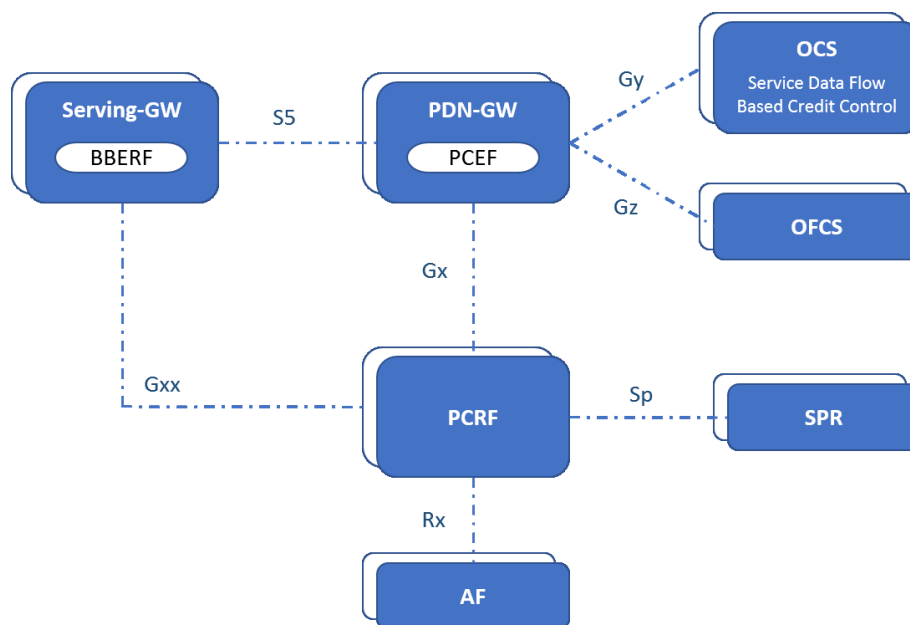 OCS
Service Data Flow
Based Credit Control
Gy
Serving-GW
BBERF
S5
PDN-GW
PCEF
Gz
OFCS
Gx
Gxx
PCRF
Sp
SPR
Rx
AF